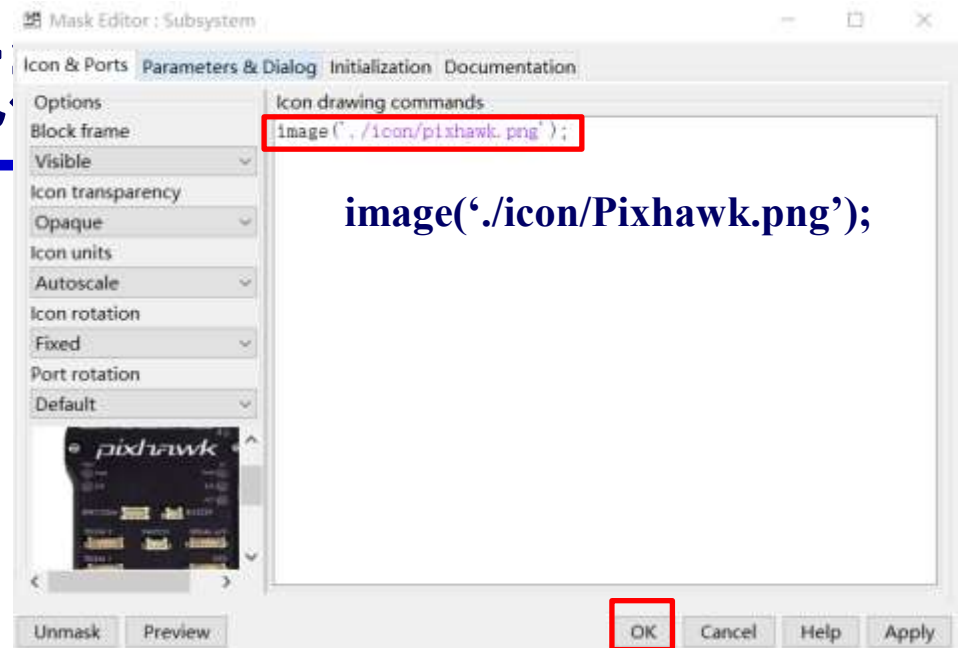 Mask Editor : Subsystem
Icon & Ports Parameters & Dialog Initialization Documentation
Options
Icon drawing commands
Block frame
image('./icon/pixhawk.png');
Visible
Icon transparency
image(‘./icon/Pixhawk.png’);
Opaque
Icon units
Autoscale
Icon rotation
Fixed
Port rotation
Default
pixhawk
Unmask Preview OK Cancel Help Apply